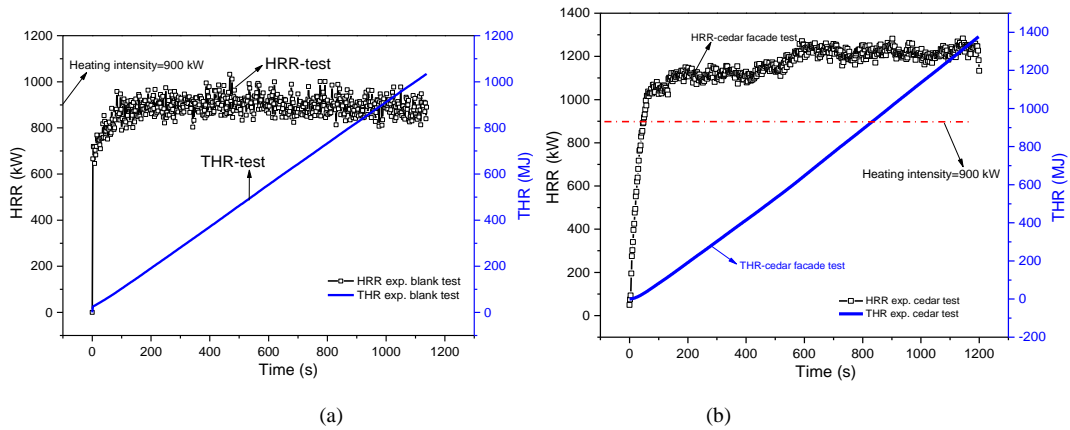 1200
1000
800
600
400
200
0
HRR (kW)
Heating intensity=900 kW
HRR-test
THR-test
HRR exp. blank test
THR exp. blank test
0 200 400 600 800 1000 1200
Time (s)
1200
1000
800
600
400
200
0
THR (MJ)
(a)
1400
1200
1000
800
600
400
200
0
HRR (kW)
HRR-cedar facade test
Heating intensity=900 kW
THR-cedar facade test
HRR exp. cedar test
THR exp. cedar test
0 200 400 600 800 1000 1200
Time (s)
1400
1200
1000
800
600
400
200
0
-200
THR (MJ)
(b)